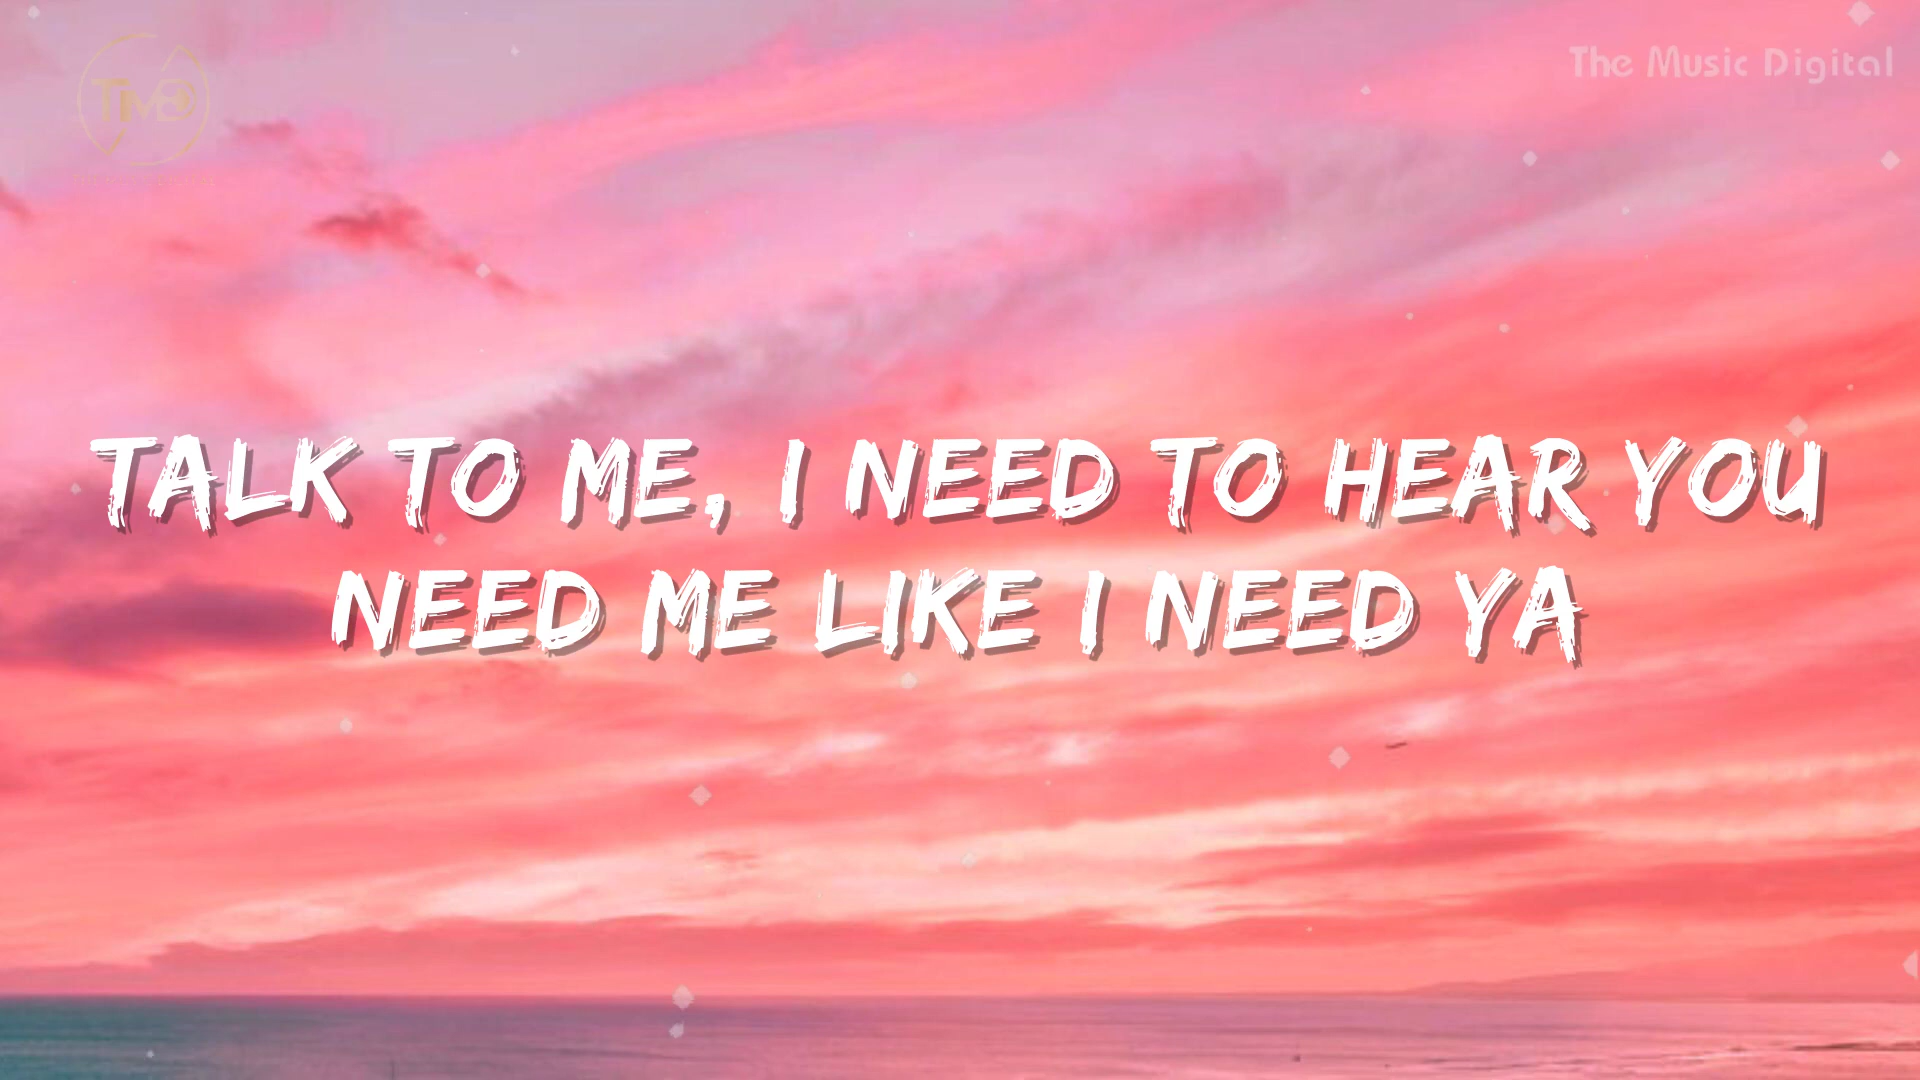 The Music Digital
TALK TO ME, I NEED TO HEAR YOU
NEED ME LIKE I NEED YA